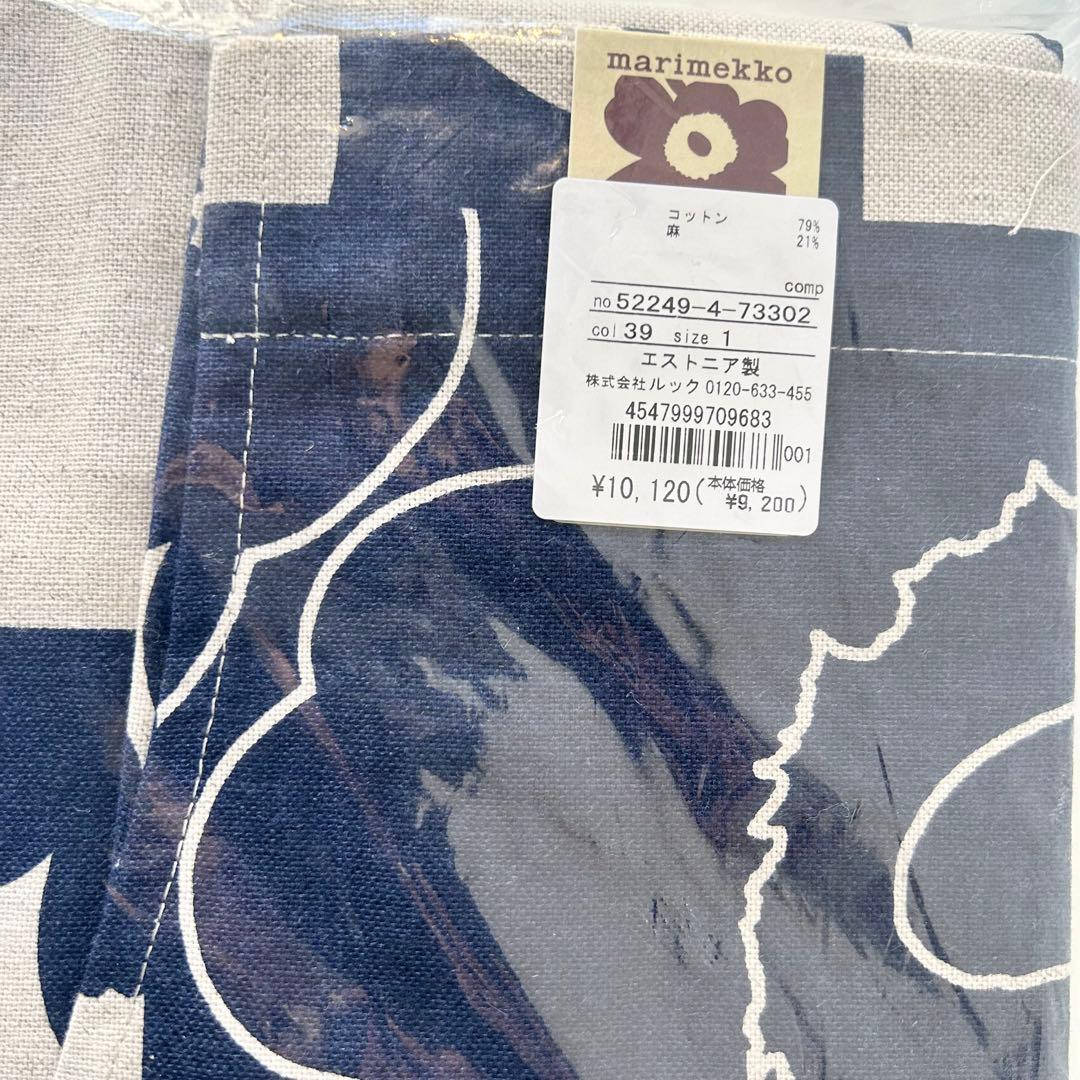 marimekko
コットン 79%
麻 21%
comp
no 52249-4-73302
col 39 size 1
エストニア製
株式会社ルック 0120-633-455
4547999709683
001
¥10,120(本体価格 ¥9,200)